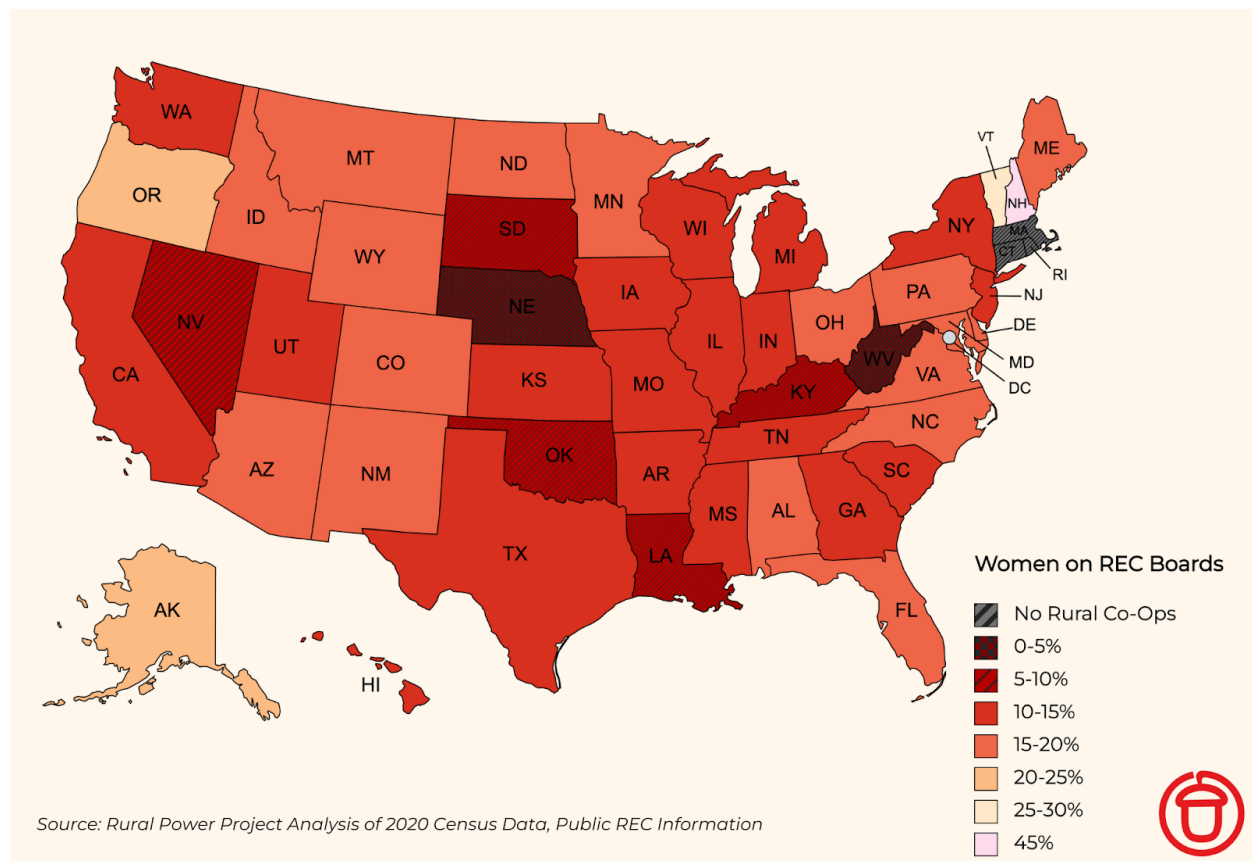 WA
MT
ND
MN
ME
VT
NH
OR
ID
SD
WI
NY
MA
CT
RI
WY
MI
NE
IA
PA
NJ
NV
UT
CO
IL
IN
OH
DE
MD
DC
CA
KS
MO
KY
WV
VA
AZ
NM
OK
AR
TN
NC
SC
TX
LA
MS
AL
GA
FL
AK
HI
Women on REC Boards
No Rural Co-Ops
0-5%
5-10%
10-15%
15-20%
20-25%
25-30%
45%
Source: Rural Power Project Analysis of 2020 Census Data, Public REC Information